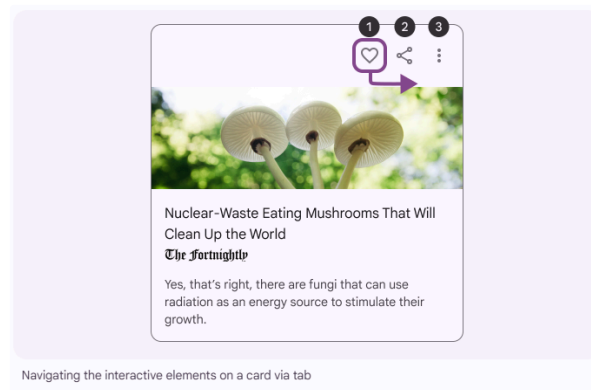 1 2 3
Nuclear-Waste Eating Mushrooms That Will
Clean Up the World
The Fortnightly
Yes, that's right, there are fungi that can use
radiation as an energy source to stimulate their
growth.
Navigating the interactive elements on a card via tab